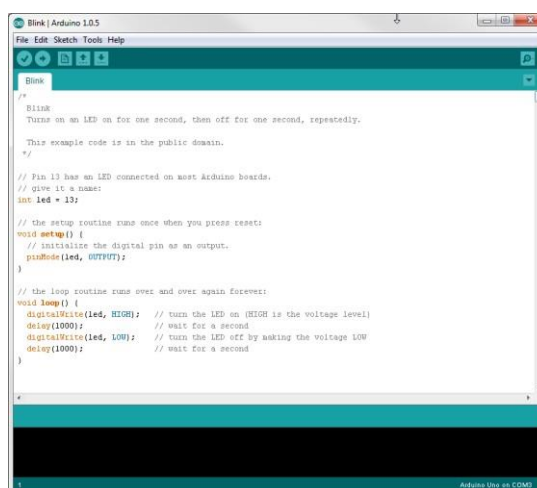 Blink | Arduino 1.0.5
File Edit Sketch Tools Help
Blink
/*
  Blink
  Turns on an LED on for one second, then off for one second, repeatedly.

  This example code is in the public domain.
 */

// Pin 13 has an LED connected on most Arduino boards.
// give it a name:
int led = 13;

// the setup routine runs once when you press reset:
void setup() {
  // initialize the digital pin as an output.
  pinMode(led, OUTPUT);
}

// the loop routine runs over and over again forever:
void loop() {
  digitalWrite(led, HIGH);   // turn the LED on (HIGH is the voltage level)
  delay(1000);               // wait for a second
  digitalWrite(led, LOW);    // turn the LED off by making the voltage LOW
  delay(1000);               // wait for a second
}
1
Arduino Uno on COM3